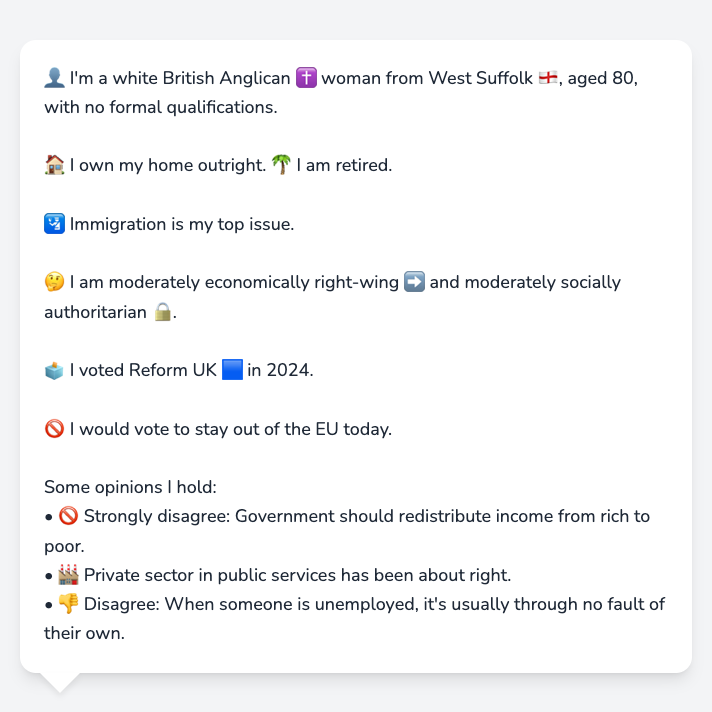 👤 I'm a white British Anglican ✝️ woman from West Suffolk 🏴󠁧󠁢󠁥󠁮󠁧󠁿, aged 80,
with no formal qualifications.
🏠 I own my home outright. 🌴 I am retired.
🛂 Immigration is my top issue.
🤔 I am moderately economically right-wing ➡️ and moderately socially
authoritarian 🔒.
🗳️ I voted Reform UK 🟦 in 2024.
🚫 I would vote to stay out of the EU today.
Some opinions I hold:
• 🚫 Strongly disagree: Government should redistribute income from rich to
poor.
• 🏭 Private sector in public services has been about right.
• 👎 Disagree: When someone is unemployed, it's usually through no fault of
their own.